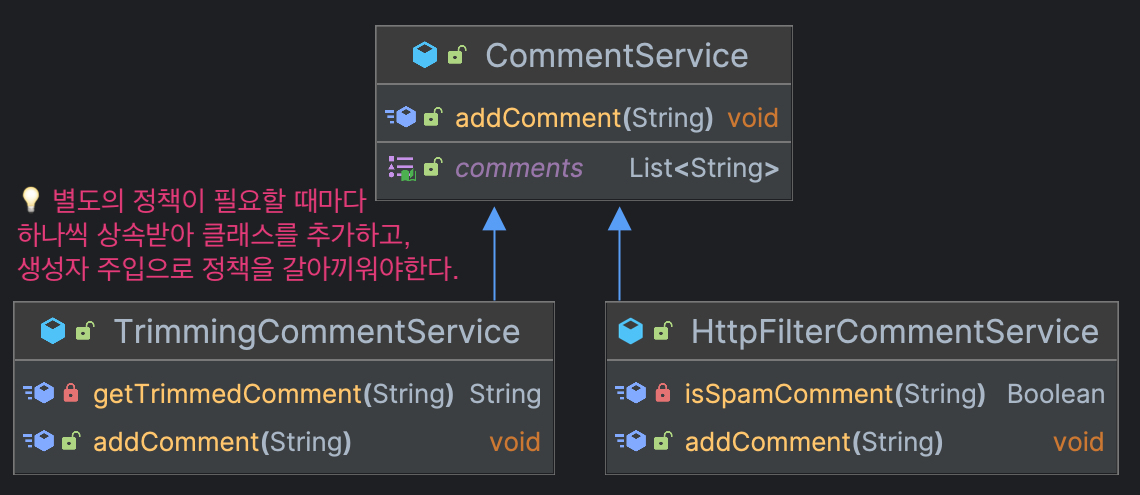 CommentService
addComment(String) void
comments List<String>
💡 별도의 정책이 필요할 때마다
하나씩 상속받아 클래스를 추가하고,
생성자 주입으로 정책을 갈아끼워야한다.
TrimmingCommentService
getTrimmedComment(String) String
addComment(String) void
HttpFilterCommentService
isSpamComment(String) Boolean
addComment(String) void